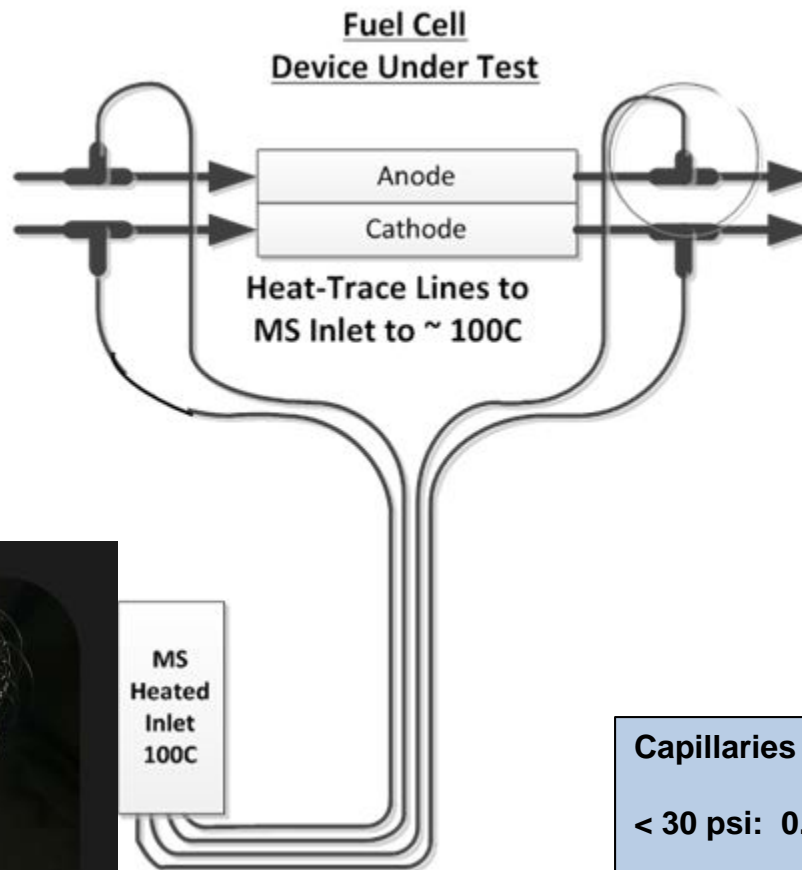 Fuel Cell
Device Under Test
Anode
Cathode
Heat-Trace Lines to
MS Inlet to ~ 100C
MS
Heated
Inlet
100C
Capillaries
< 30 psi: 0.